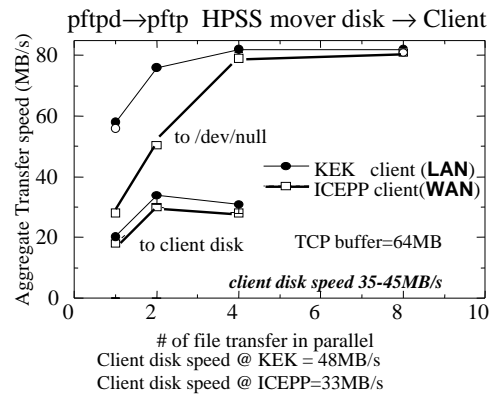 pftpd→pftp HPSS mover disk → Client
Aggregate Transfer speed (MB/s)
80
60
40
20
0
to /dev/null
KEK client (LAN)
ICEPP client(WAN)
to client disk
TCP buffer=64MB
client disk speed 35-45MB/s
0 2 4 6 8 10
# of file transfer in parallel
Client disk speed @ KEK = 48MB/s
Client disk speed @ ICEPP=33MB/s